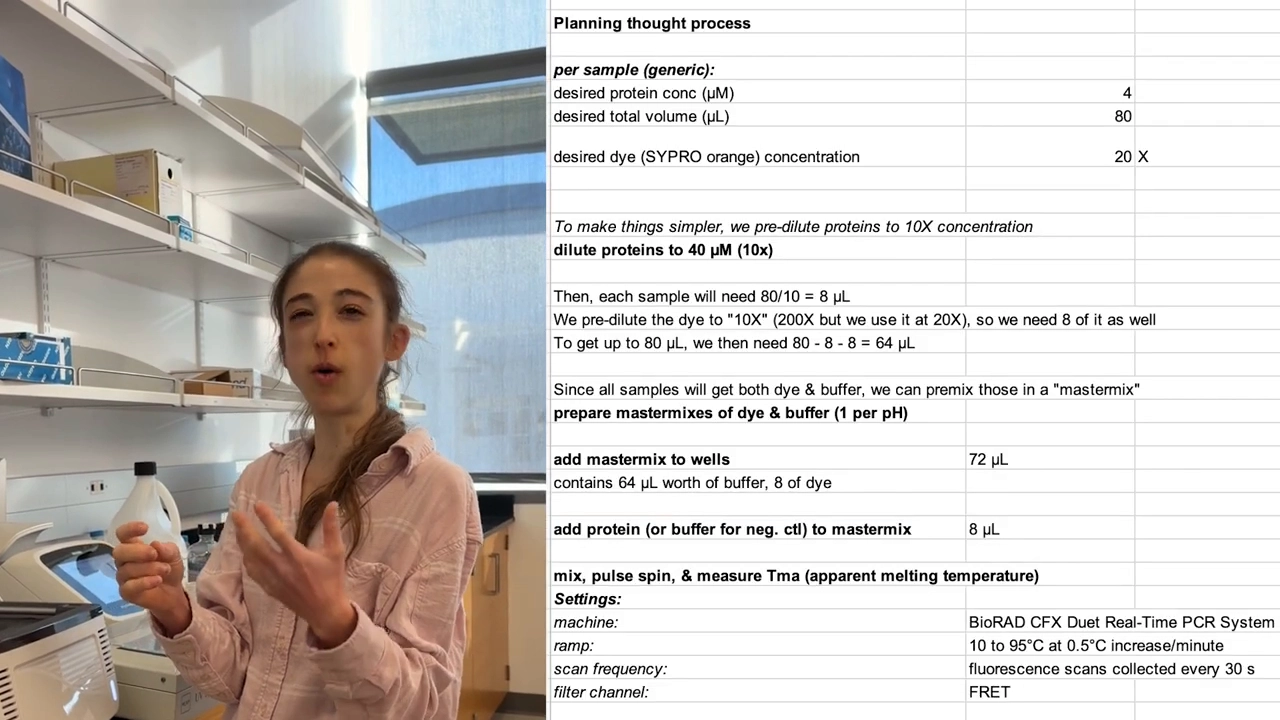 Planning thought process
per sample (generic):
desired protein conc (µM) 4
desired total volume (µL) 80
desired dye (SYPRO orange) concentration 20 X
To make things simpler, we pre-dilute proteins to 10X concentration
dilute proteins to 40 µM (10x)
Then, each sample will need 80/10 = 8 µL
We pre-dilute the dye to "10X" (200X but we use it at 20X), so we need 8 of it as well
To get up to 80 µL, we then need 80 - 8 - 8 = 64 µL
Since all samples will get both dye & buffer, we can premix those in a "mastermix"
prepare mastermixes of dye & buffer (1 per pH)
add mastermix to wells 72 µL
contains 64 µL worth of buffer, 8 of dye
add protein (or buffer for neg. ctl) to mastermix 8 µL
mix, pulse spin, & measure Tma (apparent melting temperature)
Settings:
machine: BioRAD CFX Duet Real-Time PCR System
ramp: 10 to 95°C at 0.5°C increase/minute
scan frequency: fluorescence scans collected every 30 s
filter channel: FRET